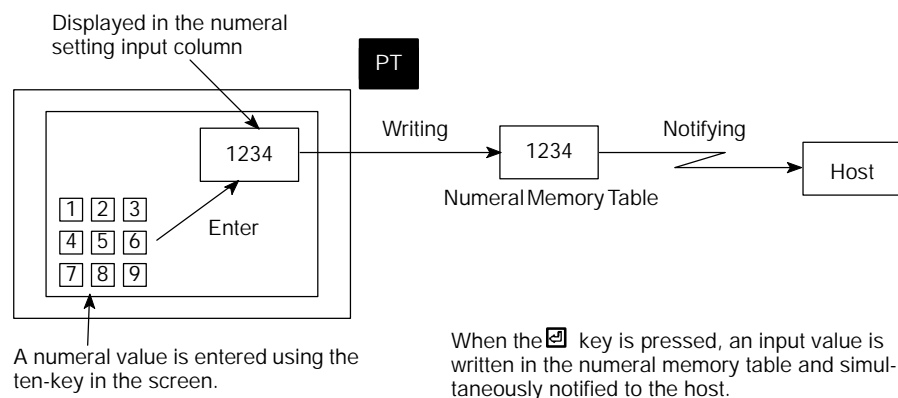 Displayed in the numeral
setting input column
PT
1234
Writing
1234
Notifying
Host
Numeral Memory Table
Enter
1 2 3
4 5 6
7 8 9
A numeral value is entered using the
ten-key in the screen.
When the ⏎ key is pressed, an input value is
written in the numeral memory table and simul-
taneously notified to the host.